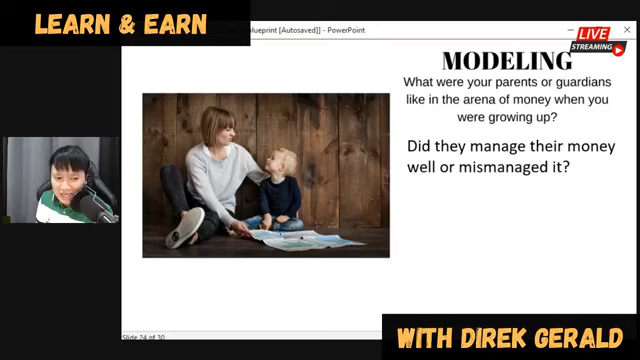 LEARN & EARN
blueprint [Autosaved]] - PowerPoint
LIVE
STREAMING
MODELING
What were your parents or guardians
like in the arena of money when you
were growing up?
Did they manage their money
well or mismanaged it?
Slide 24 of 30
WITH DIREK GERALD